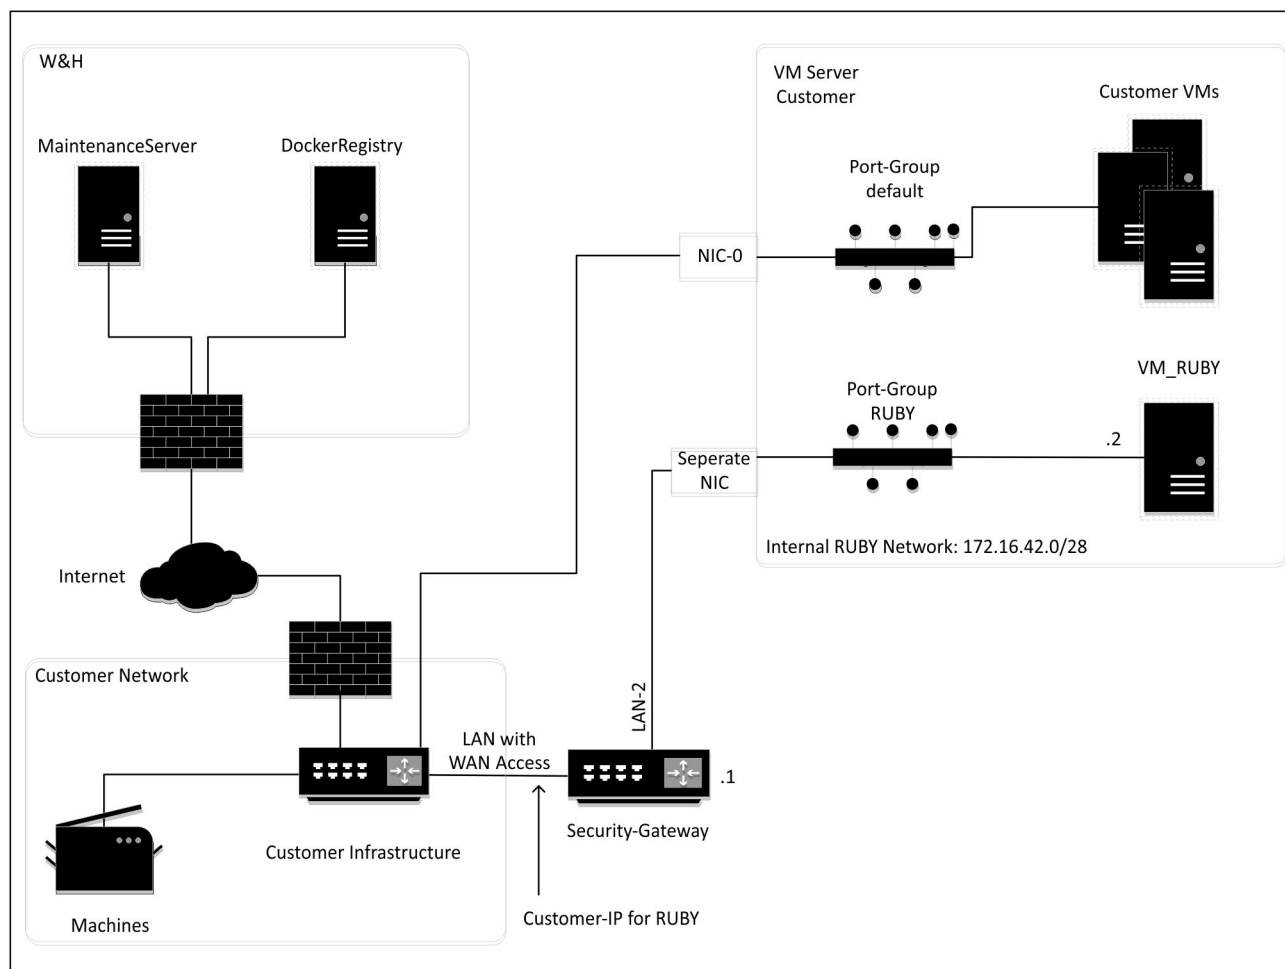 W&H
MaintenanceServer
DockerRegistry
VM Server
Customer
Customer VMs
Port-Group
default
NIC-0
VM_RUBY
Port-Group
RUBY
.2
Seperate
NIC
Internal RUBY Network: 172.16.42.0/28
Internet
Customer Network
LAN-2
LAN with
WAN Access
.1
Security-Gateway
Customer Infrastructure
Customer-IP for RUBY
Machines